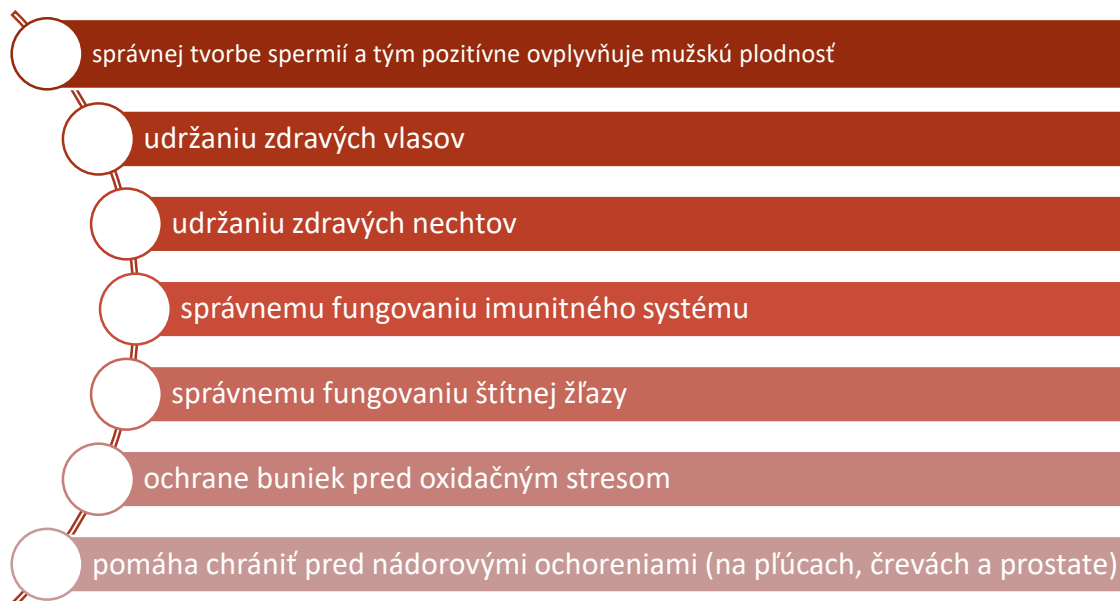 správnej tvorbe spermií a tým pozitívne ovplyvňuje mužskú plodnosť
udržaniu zdravých vlasov
udržaniu zdravých nechtov
správnemu fungovaniu imunitného systému
správnemu fungovaniu štítnej žľazy
ochrane buniek pred oxidačným stresom
pomáha chrániť pred nádorovými ochoreniami (na pľúcach, črevách a prostate)